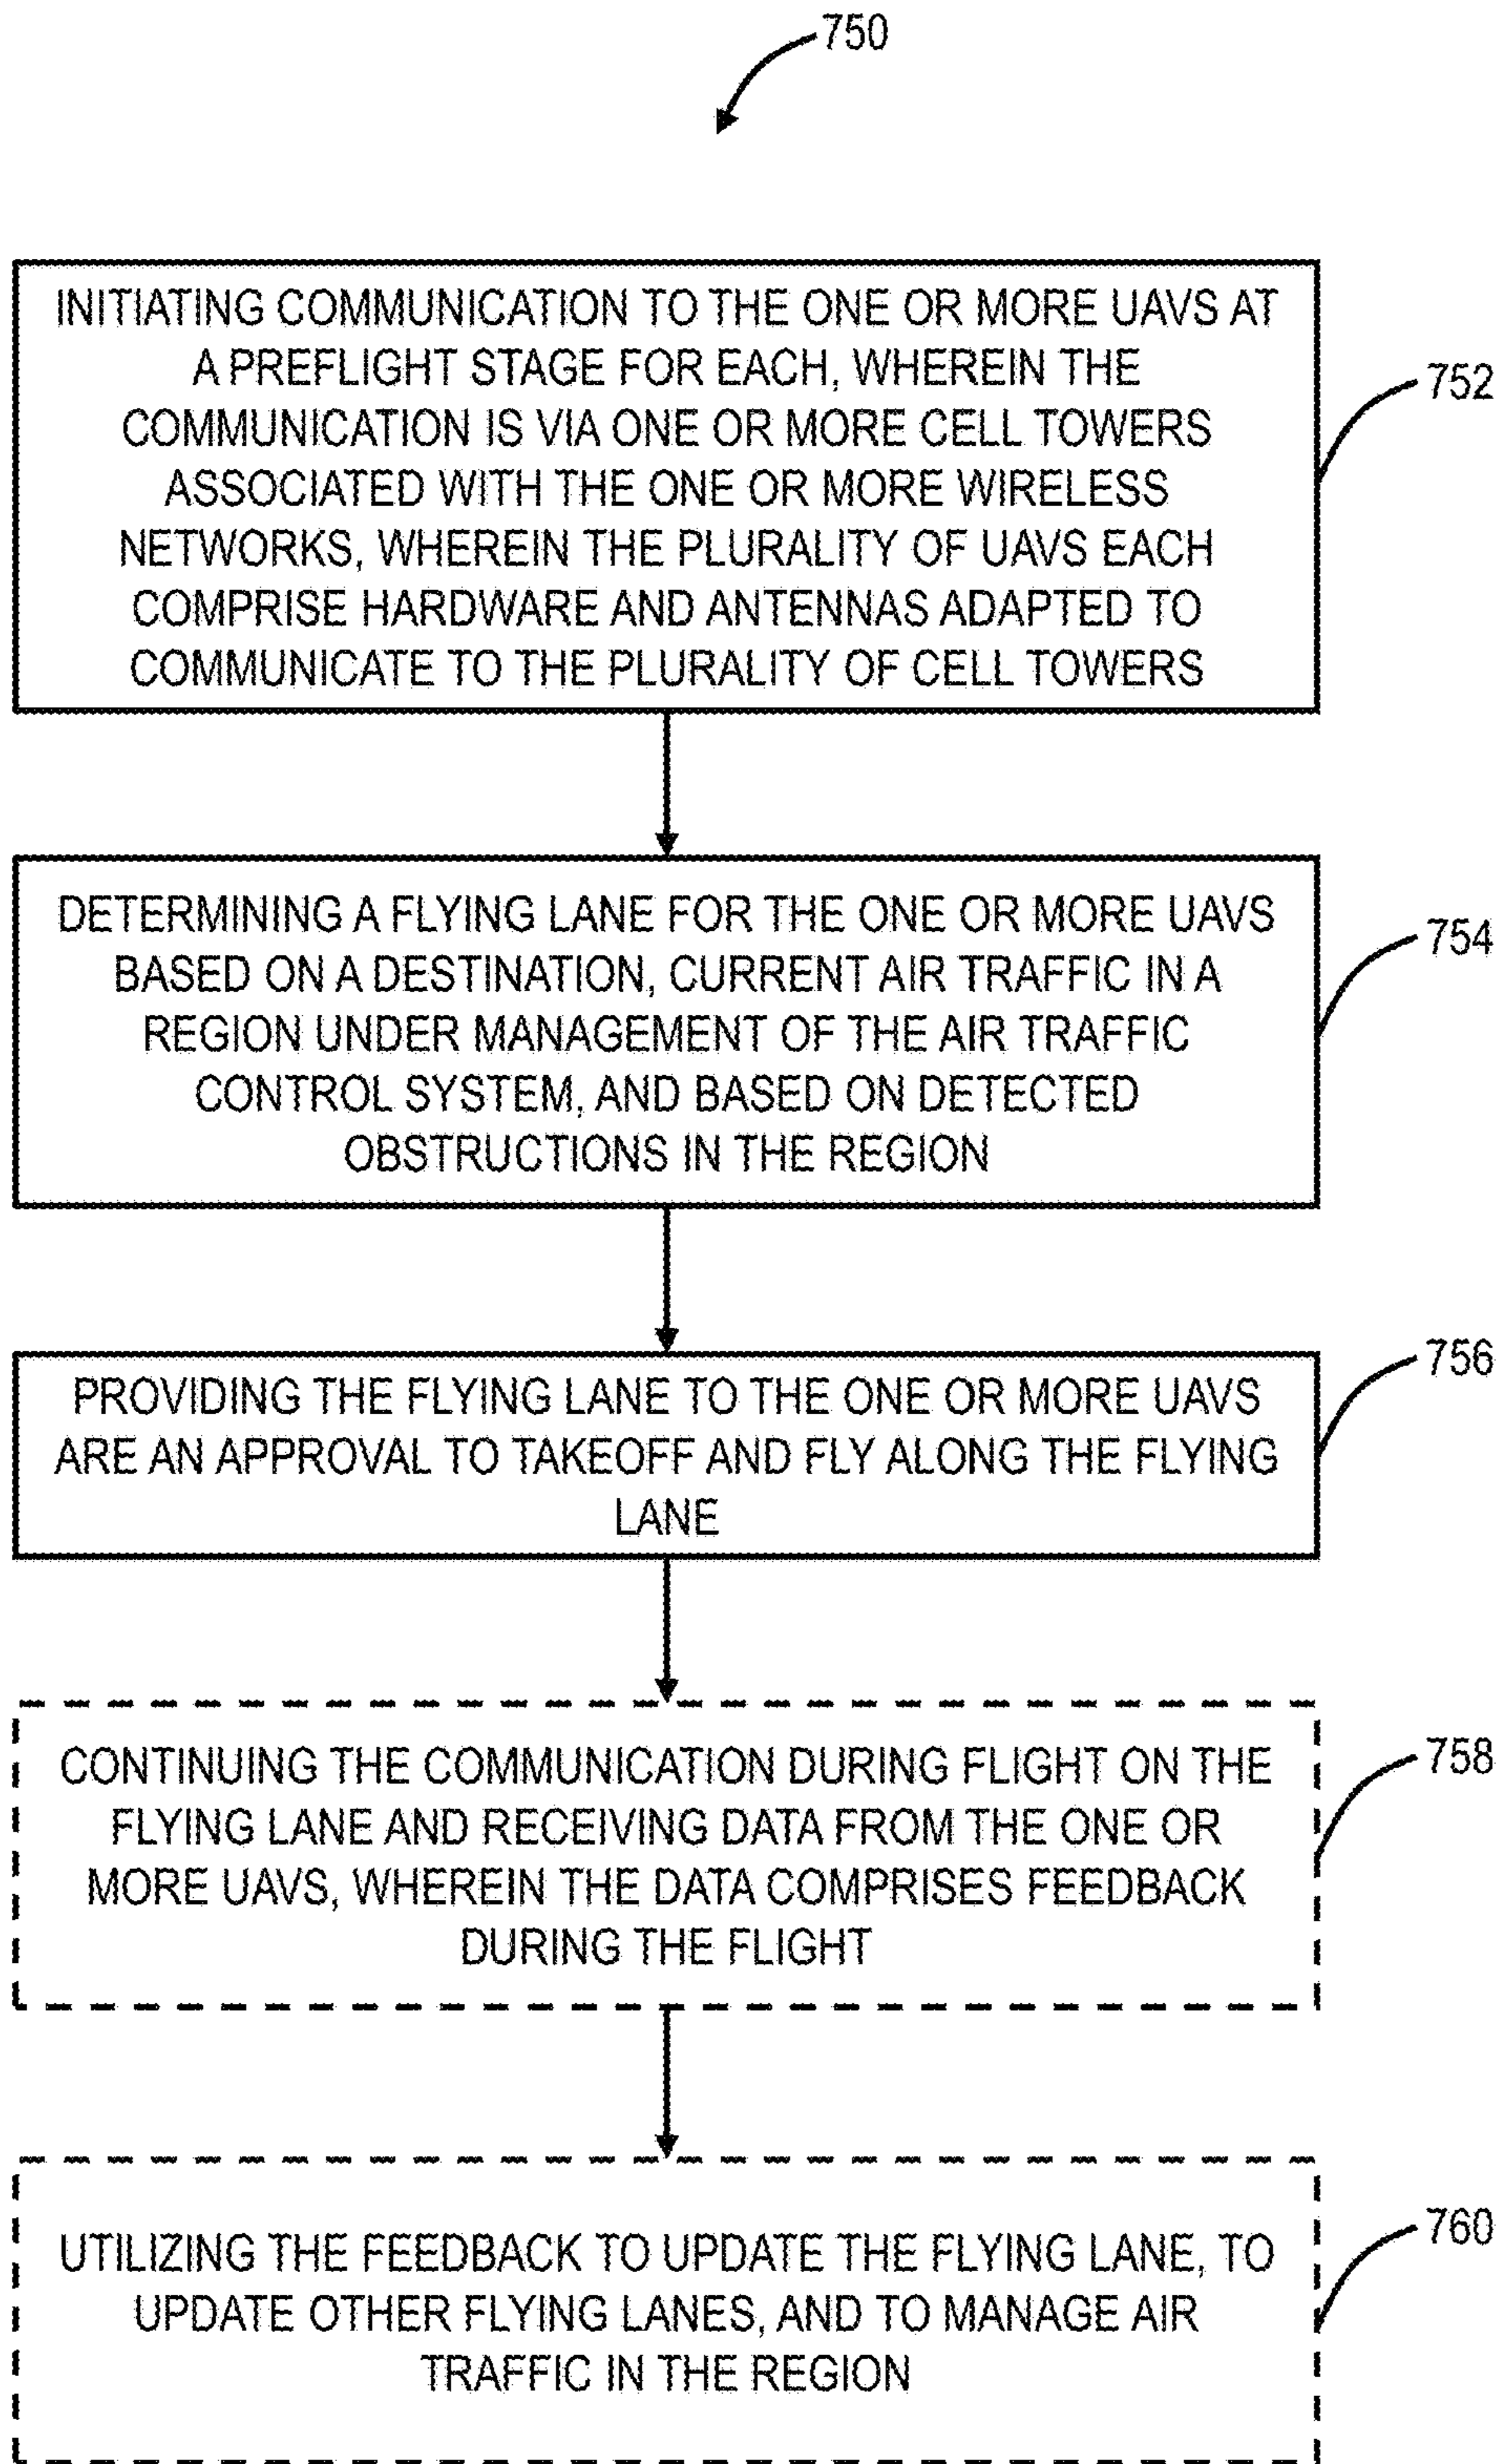 750
INITIATING COMMUNICATION TO THE ONE OR MORE UAVS AT
A PREFLIGHT STAGE FOR EACH, WHEREIN THE
COMMUNICATION IS VIA ONE OR MORE CELL TOWERS
ASSOCIATED WITH THE ONE OR MORE WIRELESS
NETWORKS, WHEREIN THE PLURALITY OF UAVS EACH
COMPRISE HARDWARE AND ANTENNAS ADAPTED TO
COMMUNICATE TO THE PLURALITY OF CELL TOWERS
752
DETERMINING A FLYING LANE FOR THE ONE OR MORE UAVS
BASED ON A DESTINATION, CURRENT AIR TRAFFIC IN A
REGION UNDER MANAGEMENT OF THE AIR TRAFFIC
CONTROL SYSTEM, AND BASED ON DETECTED
OBSTRUCTIONS IN THE REGION
754
PROVIDING THE FLYING LANE TO THE ONE OR MORE UAVS
ARE AN APPROVAL TO TAKEOFF AND FLY ALONG THE FLYING
LANE
756
CONTINUING THE COMMUNICATION DURING FLIGHT ON THE
FLYING LANE AND RECEIVING DATA FROM THE ONE OR
MORE UAVS, WHEREIN THE DATA COMPRISES FEEDBACK
DURING THE FLIGHT
758
UTILIZING THE FEEDBACK TO UPDATE THE FLYING LANE, TO
UPDATE OTHER FLYING LANES, AND TO MANAGE AIR
TRAFFIC IN THE REGION
760